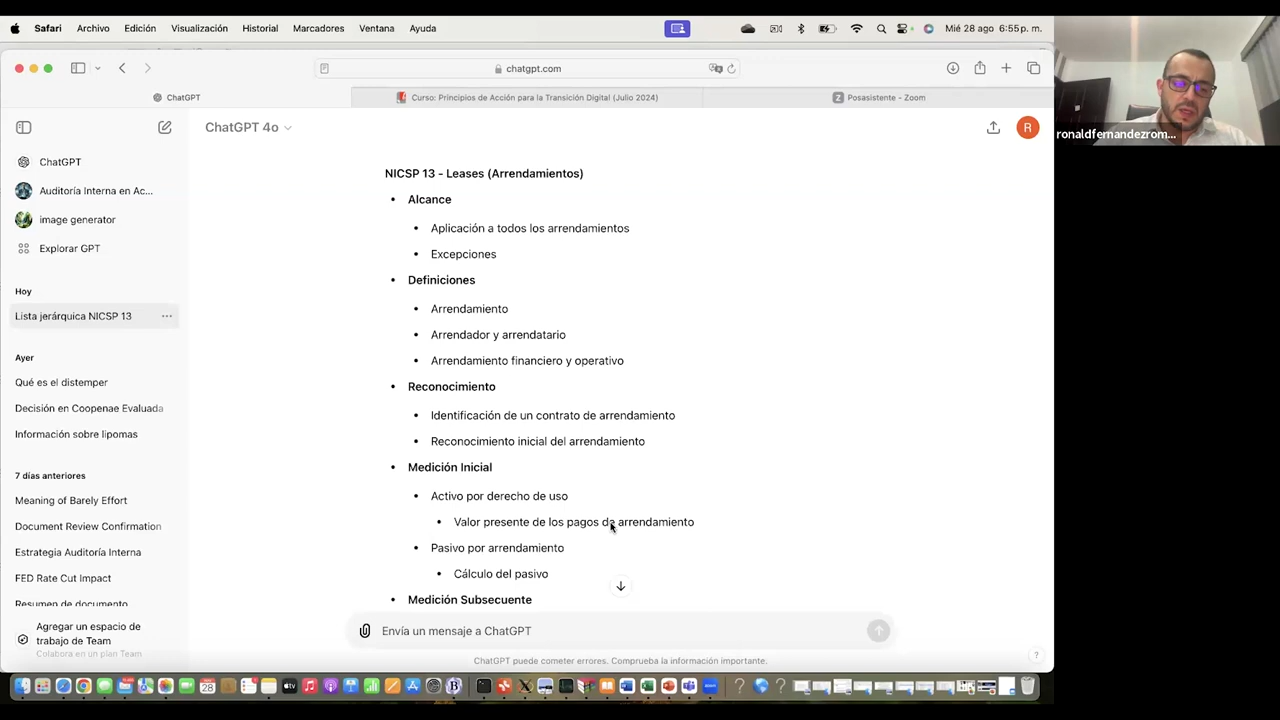 Safari Archivo Edición Visualización Historial Marcadores Ventana Ayuda Mié 28 ago 6:55 p. m.
chatgpt.com
ChatGPT Curso: Principios de Acción para la Transición Digital (Julio 2024) Posasistente - Zoom
ChatGPT 4o R
ChatGPT
Auditoría Interna en Ac...
image generator
Explorar GPT
Hoy
Lista jerárquica NICSP 13
Ayer
Qué es el distemper
Decisión en Coopenae Evaluada
Información sobre lipomas
7 días anteriores
Meaning of Barely Effort
Document Review Confirmation
Estrategia Auditoría Interna
FED Rate Cut Impact
Resumen de documento
Agregar un espacio de
trabajo de Team
Colabora en un plan Team
NICSP 13 - Leases (Arrendamientos)
• Alcance
• Aplicación a todos los arrendamientos
• Excepciones
• Definiciones
• Arrendamiento
• Arrendador y arrendatario
• Arrendamiento financiero y operativo
• Reconocimiento
• Identificación de un contrato de arrendamiento
• Reconocimiento inicial del arrendamiento
• Medición Inicial
• Activo por derecho de uso
• Valor presente de los pagos de arrendamiento
• Pasivo por arrendamiento
• Cálculo del pasivo
• Medición Subsecuente
Envía un mensaje a ChatGPT
ChatGPT puede cometer errores. Comprueba la información importante.
?
ronaldfernandezrom...